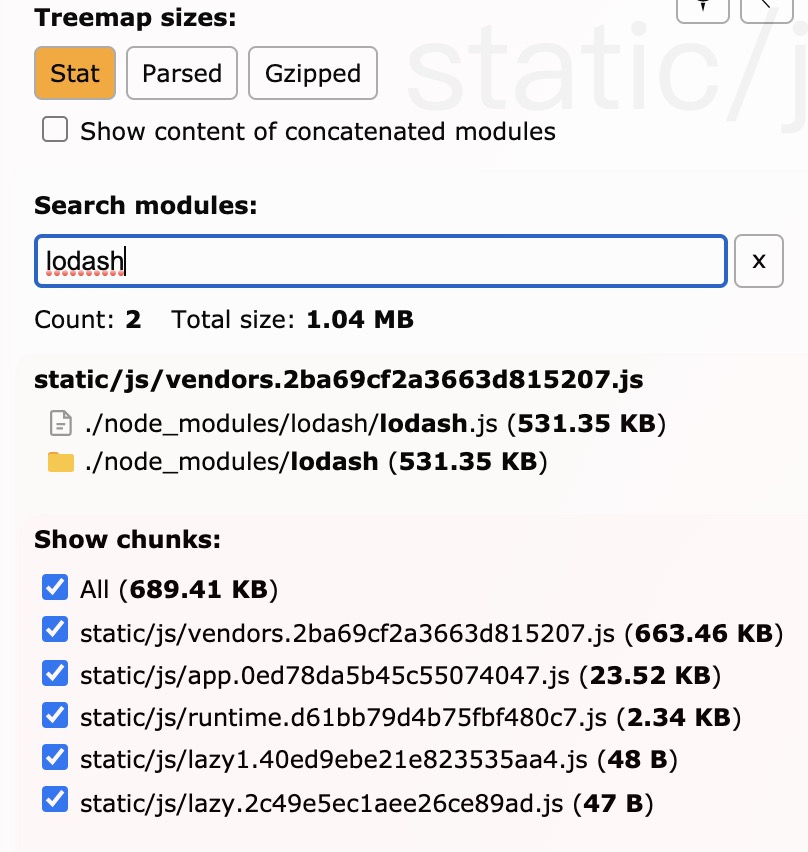 Treemap sizes:
Stat Parsed Gzipped
static/j
Show content of concatenated modules
Search modules:
lodash x
Count: 2 Total size: 1.04 MB
static/js/vendors.2ba69cf2a3663d815207.js
./node_modules/lodash/lodash.js (531.35 KB)
./node_modules/lodash (531.35 KB)
Show chunks:
All (689.41 KB)
static/js/vendors.2ba69cf2a3663d815207.js (663.46 KB)
static/js/app.0ed78da5b45c55074047.js (23.52 KB)
static/js/runtime.d61bb79d4b75fbf480c7.js (2.34 KB)
static/js/lazy1.40ed9ebe21e823535aa4.js (48 B)
static/js/lazy.2c49e5ec1aee26ce89ad.js (47 B)